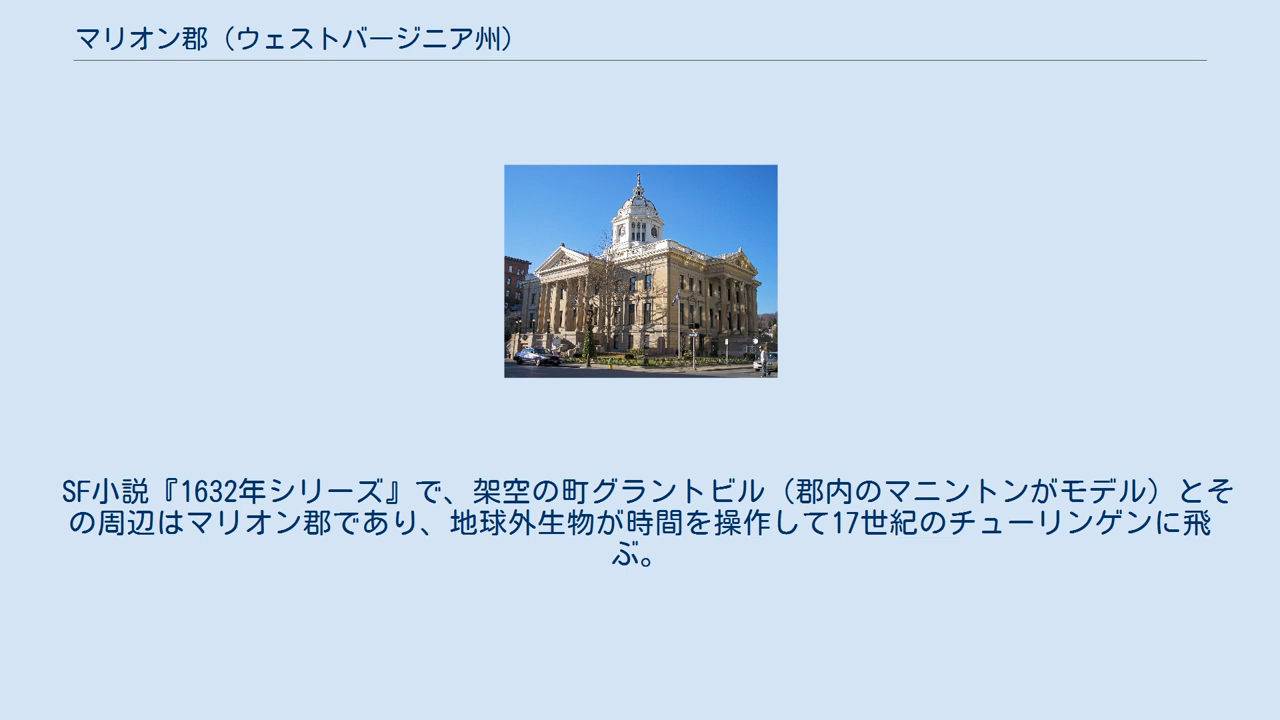 マリオン郡（ウェストバージニア州）
SF小説『1632年シリーズ』で、架空の町グラントビル（郡内のマニントンがモデル）とそ
の周辺はマリオン郡であり、地球外生物が時間を操作して17世紀のチューリンゲンに飛
ぶ。